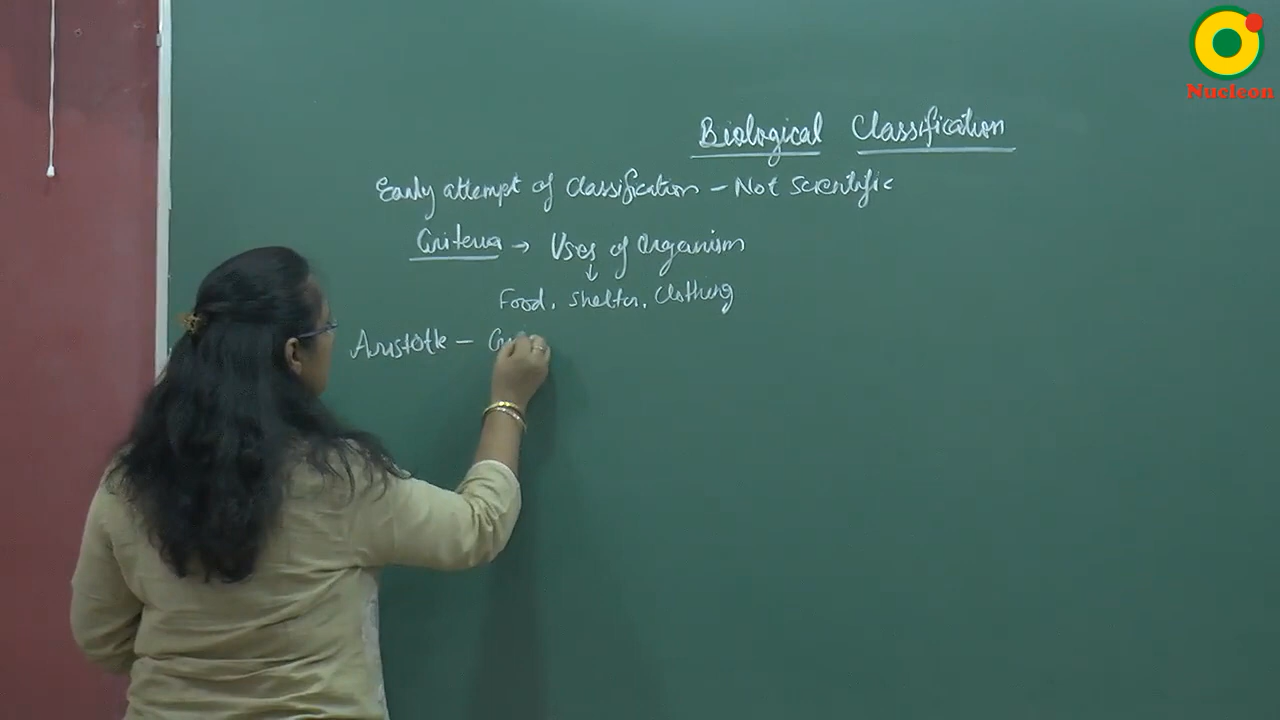 Nucleon
Biological Classification
Early attempt of classification - Not scientific
Criteria → Uses of organism
↓
Food, shelter, clothing
Aristotle -